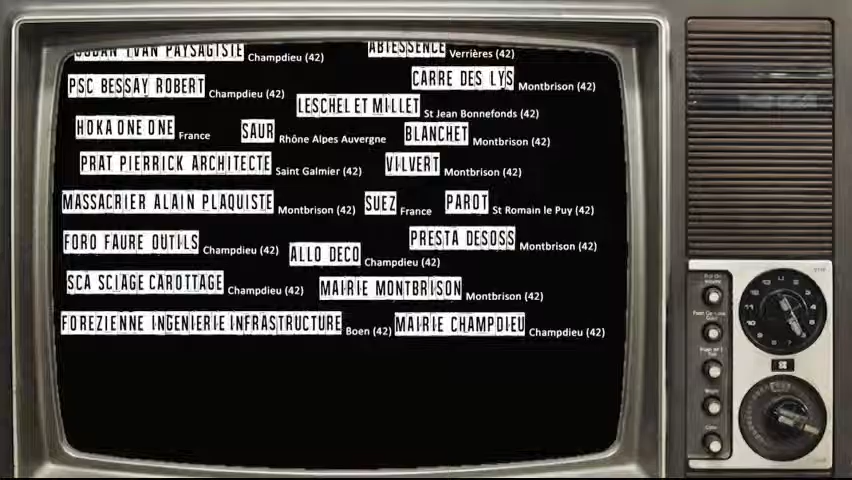 YVAN PAYSAGISTE Champdieu (42) ABIESSENCE Verrières (42)
PSC BESSAY ROBERT Champdieu (42) CARRE DES LYS Montbrison (42)
LESCHEL ET MILLET St Jean Bonnefonds (42)
HOKA ONE ONE France SAUR Rhône Alpes Auvergne BLANCHET Montbrison (42)
PRAT PIERRICK ARCHITECTE Saint Galmier (42) VILVERT Montbrison (42)
MASSACRIER ALAIN PLAQUISTE Montbrison (42) SUEZ France PAROT St Romain le Puy (42)
FORO FAURE OUTILS Champdieu (42) PRESTA DESOSS Montbrison (42)
ALLO DECO Champdieu (42)
SCA SCIAGE CAROTTAGE Champdieu (42) MAIRIE MONTBRISON Montbrison (42)
FOREZIENNE INGENIERIE INFRASTRUCTURE Boen (42) MAIRIE CHAMPDIEU Champdieu (42)